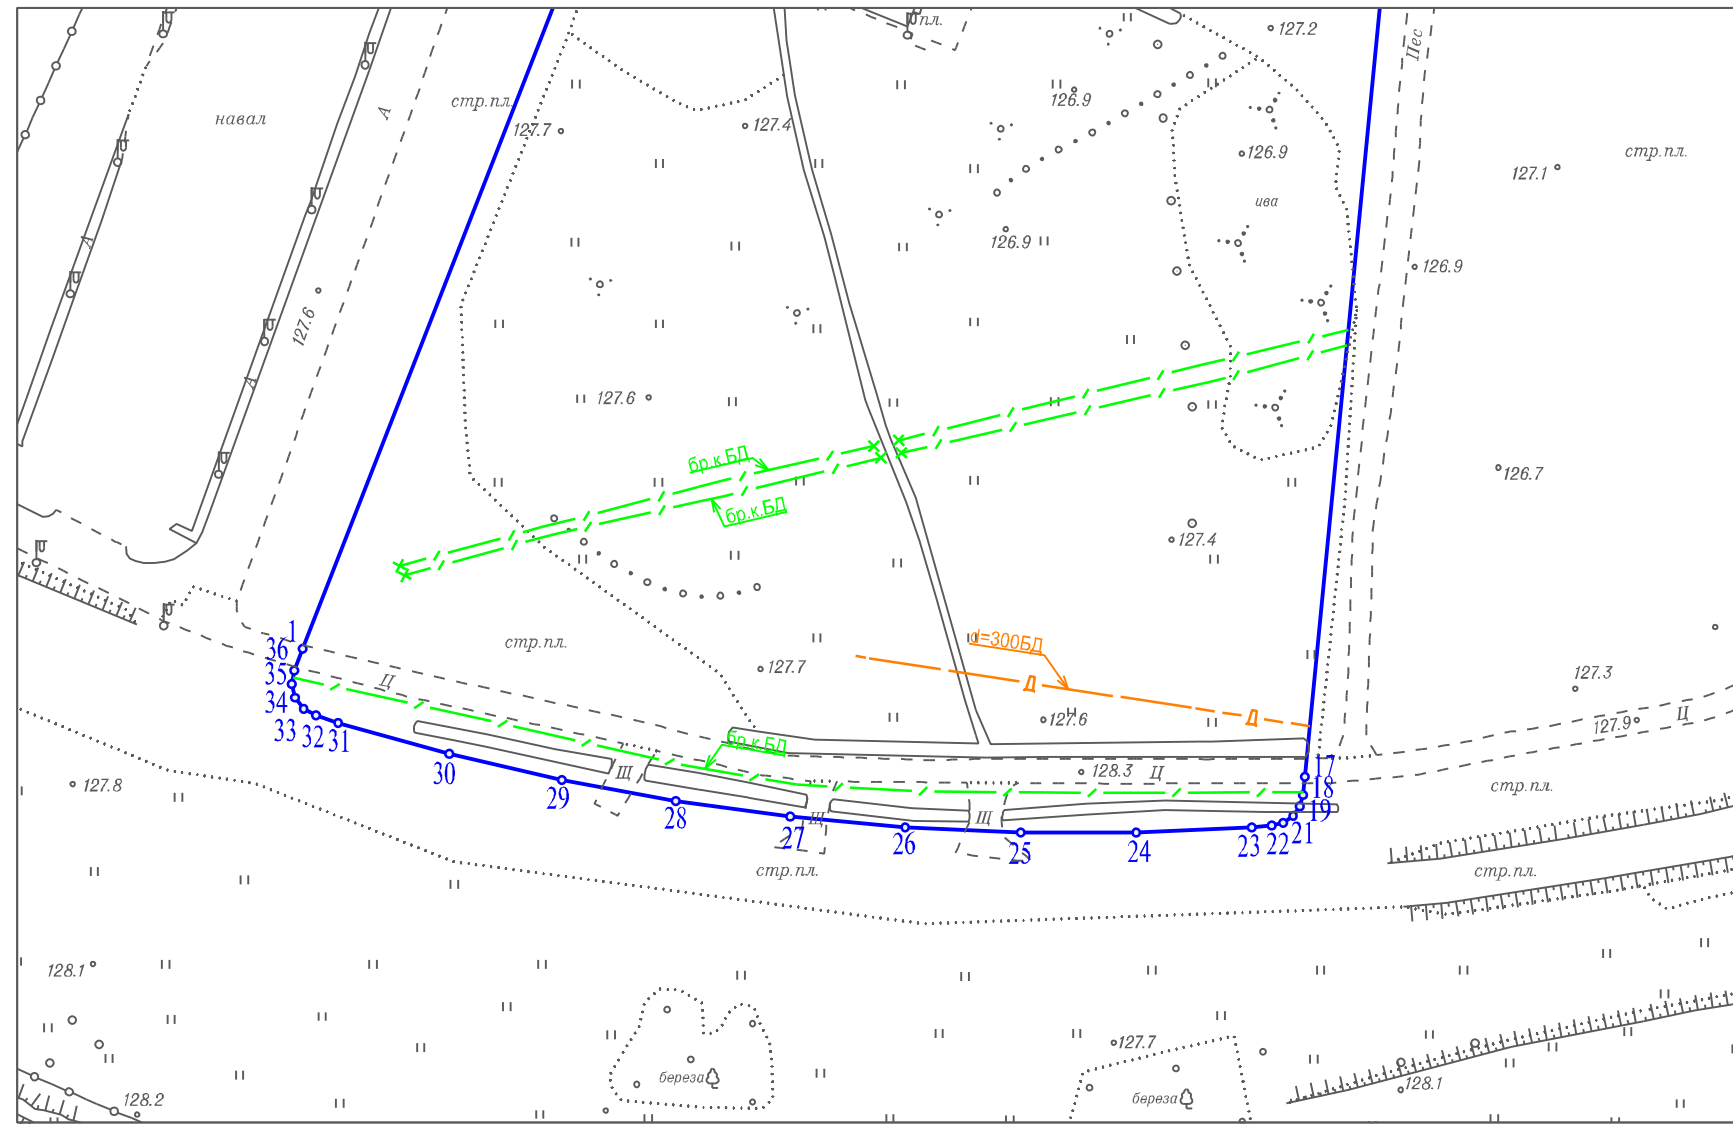 пл.
127.2
Пес
А
стр.пл.
126.9
навал
127.7
127.4
126.9
стр.пл.
127.1
ива
А
126.9
126.9
127.6
А
127.6
бр.к.БД
126.7
бр.к.БД
127.4
1
36
стр.пл.
d=300БД
35
Ц
127.7
Д
127.3
34
33
32
31
127.6
Д
127.9
Ц
бр.к.БД
30
Щ
128.3
Ц
17
127.8
29
18
стр.пл.
28
Щ
Щ
19
27
26
25
24
23
22
21
стр.пл.
стр.пл.
128.1
127.7
береза
128.1
128.2
береза